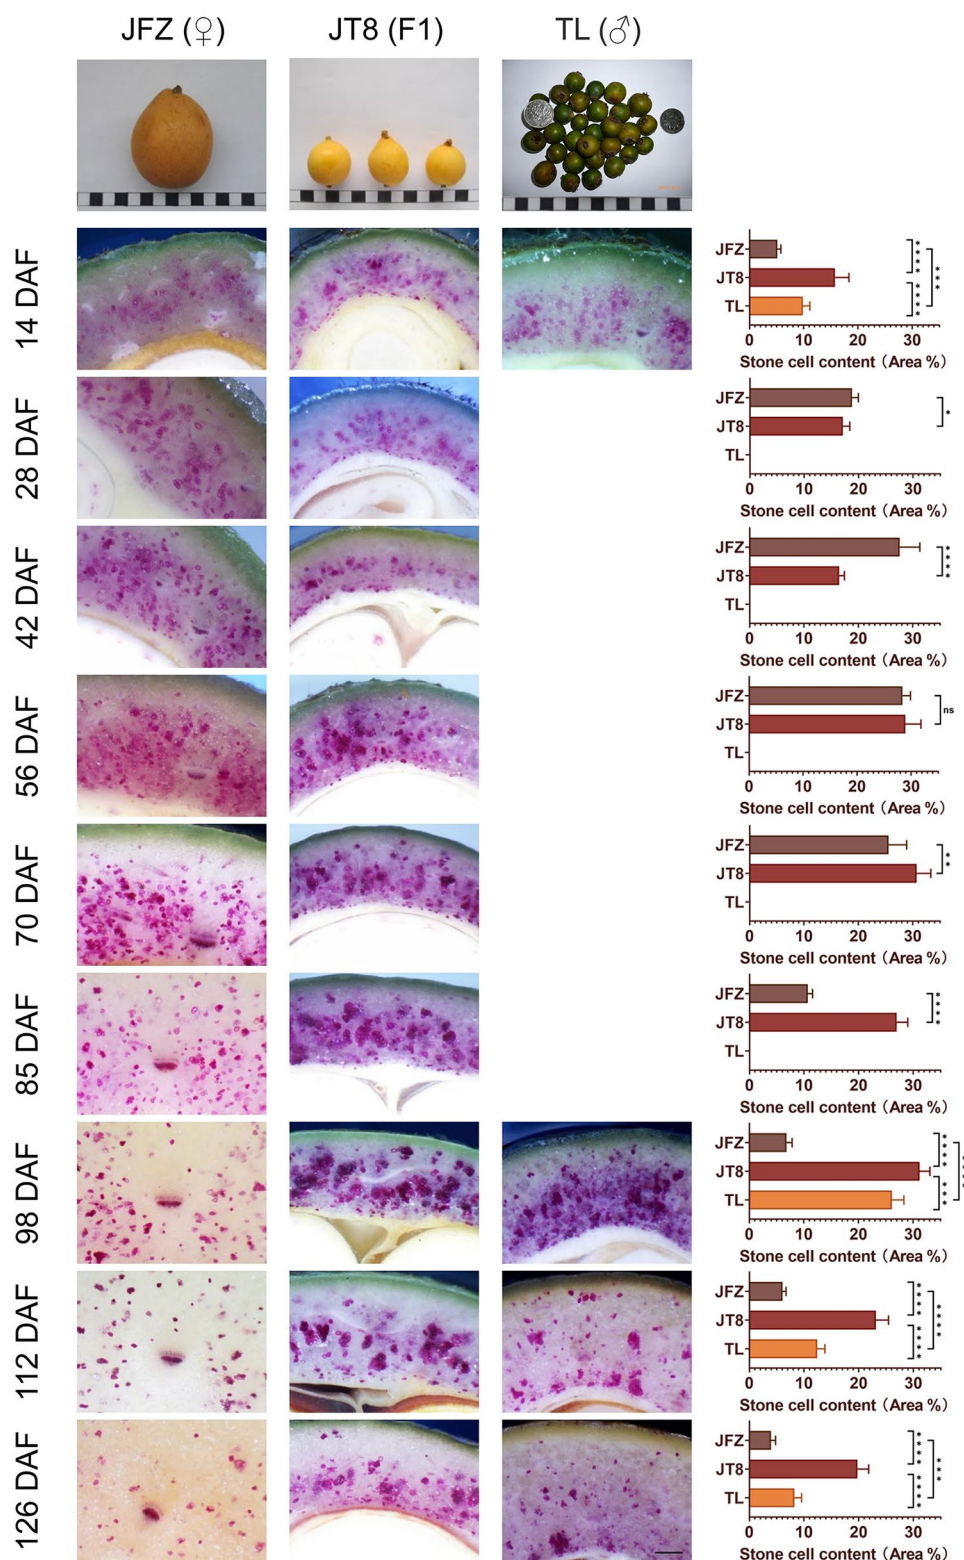 JFZ (♀) JT8 (F1) TL (♂)
14 DAF
JFZ
JT8
TL
**** **** ***
0 10 20 30
Stone cell content (Area %)
28 DAF
JFZ
JT8
TL
*
0 10 20 30
Stone cell content (Area %)
42 DAF
JFZ
JT8
TL
****
0 10 20 30
Stone cell content (Area %)
56 DAF
JFZ
JT8
TL
ns
0 10 20 30
Stone cell content (Area %)
70 DAF
JFZ
JT8
TL
**
0 10 20 30
Stone cell content (Area %)
85 DAF
JFZ
JT8
TL
****
0 10 20 30
Stone cell content (Area %)
98 DAF
JFZ
JT8
TL
**** ***
0 10 20 30
Stone cell content (Area %)
112 DAF
JFZ
JT8
TL
**** **** ****
0 10 20 30
Stone cell content (Area %)
126 DAF
JFZ
JT8
TL
**** **** ***
0 10 20 30
Stone cell content (Area %)